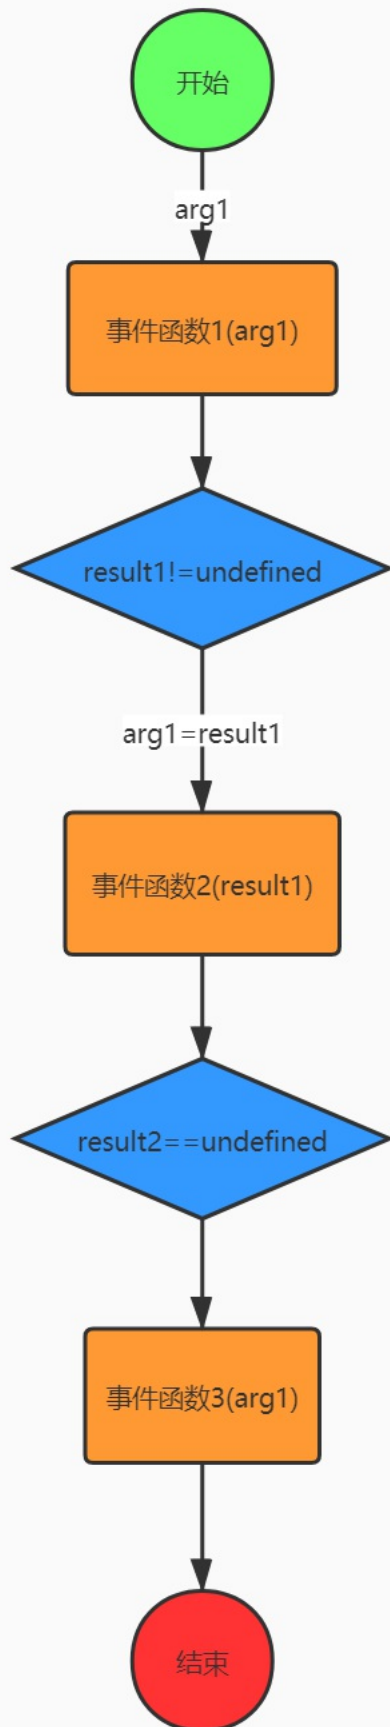 开始
arg1
事件函数1(arg1)
result1!=undefined
arg1=result1
事件函数2(result1)
result2==undefined
事件函数3(arg1)
结束